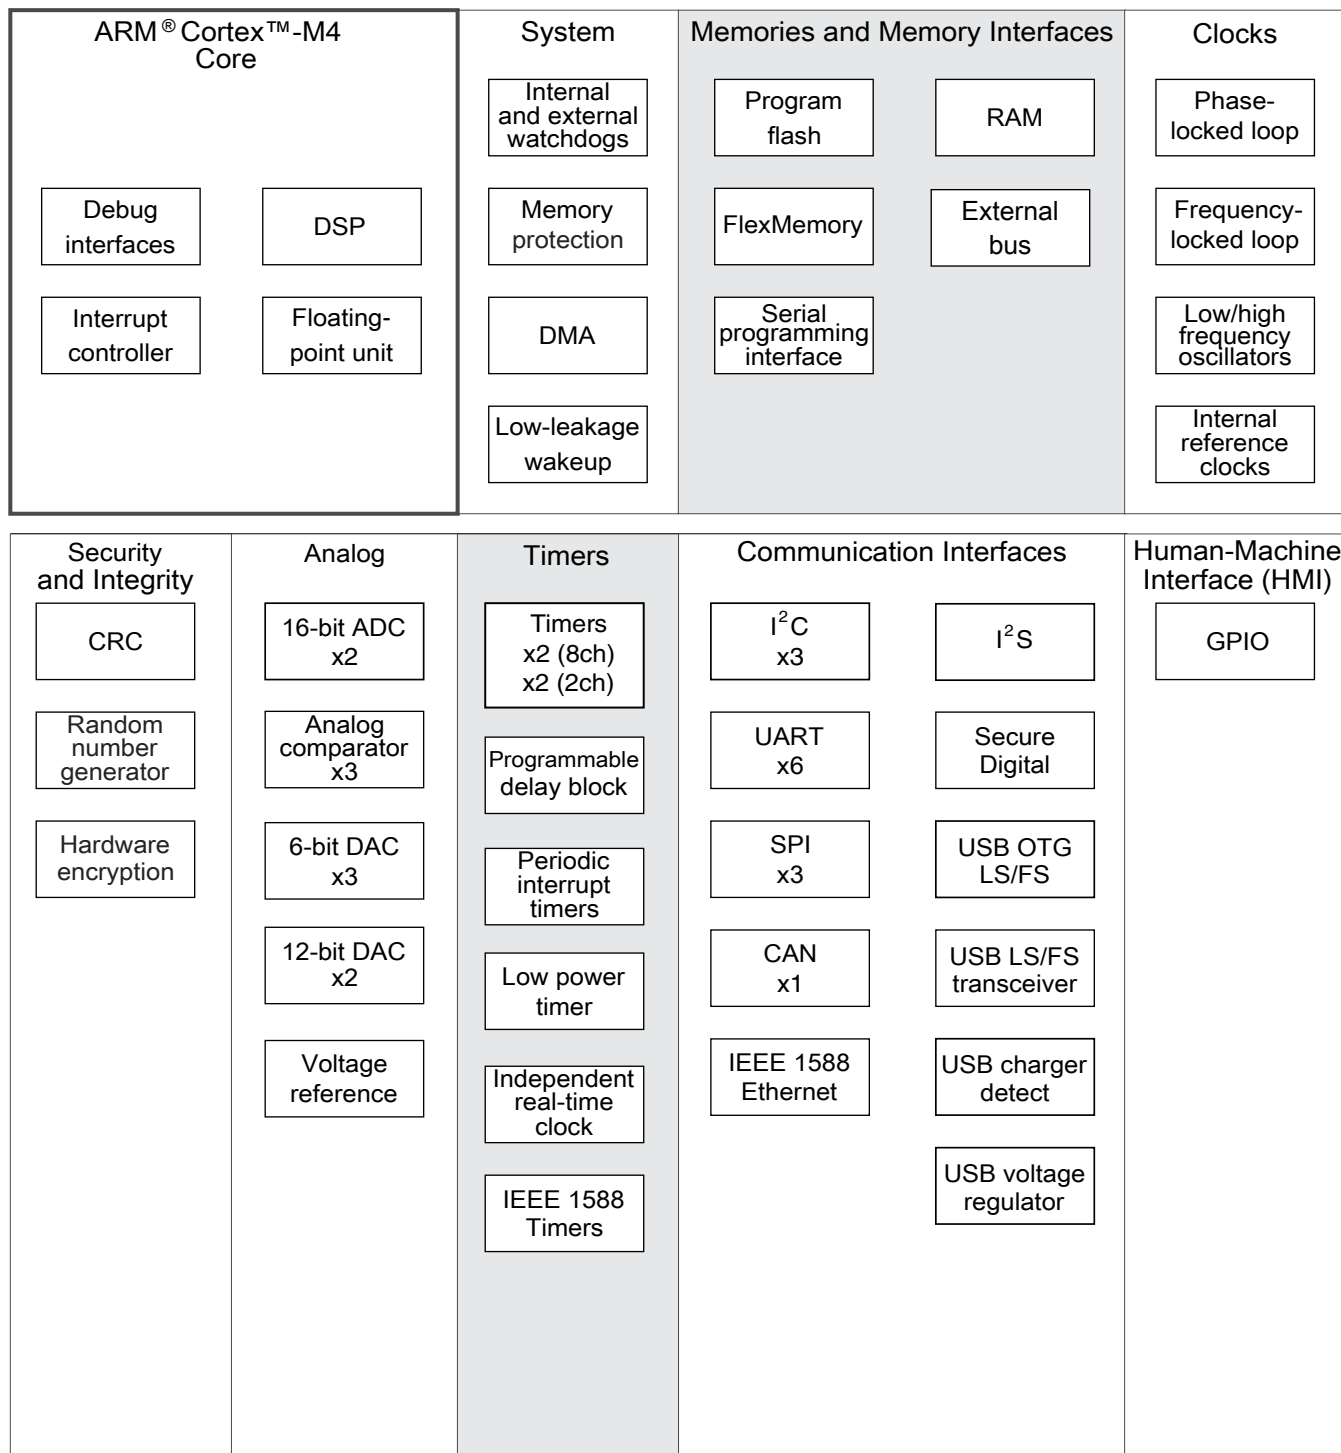 ARM® Cortex™-M4
Core
Debug
interfaces
DSP
Interrupt
controller
Floating-
point unit
System
Internal
and external
watchdogs
Memory
protection
DMA
Low-leakage
wakeup
Memories and Memory Interfaces
Program
flash
RAM
FlexMemory
External
bus
Serial
programming
interface
Clocks
Phase-
locked loop
Frequency-
locked loop
Low/high
frequency
oscillators
Internal
reference
clocks
Security
and Integrity
CRC
Random
number
generator
Hardware
encryption
Analog
16-bit ADC
x2
Analog
comparator
x3
6-bit DAC
x3
12-bit DAC
x2
Voltage
reference
Timers
Timers
x2 (8ch)
x2 (2ch)
Programmable
delay block
Periodic
interrupt
timers
Low power
timer
Independent
real-time
clock
IEEE 1588
Timers
Communication Interfaces
I²C
x3
I²S
UART
x6
Secure
Digital
SPI
x3
USB OTG
LS/FS
CAN
x1
USB LS/FS
transceiver
IEEE 1588
Ethernet
USB charger
detect
USB voltage
regulator
Human-Machine
Interface (HMI)
GPIO